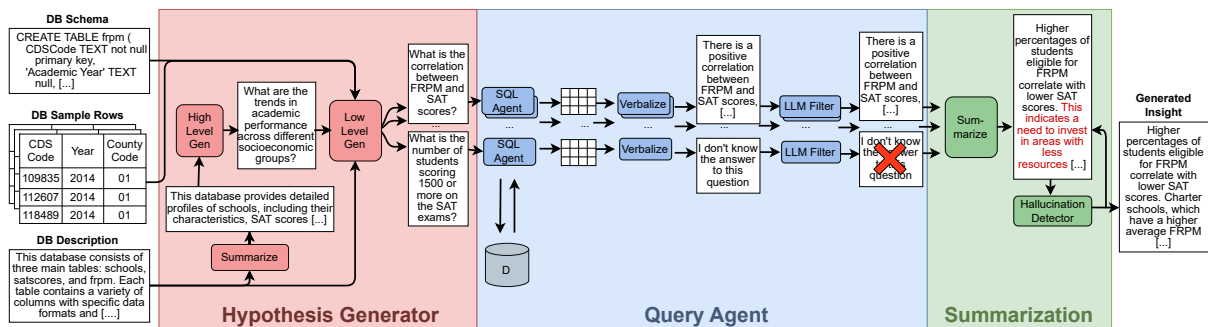 DB Schema
CREATE TABLE frpm (
CDSCode TEXT not null
primary key,
'Academic Year' TEXT
null, [...]
DB Sample Rows
CDS
Code
Year
County
Code
109835
2014
01
112607
2014
01
118489
2014
01
DB Description
This database consists of
three main tables: schools,
satscores, and frpm. Each
table contains a variety of
columns with specific data
formats and [....]
High
Level
Gen
What are the
trends in
academic
performance
across different
socioeconomic
groups?
This database provides detailed
profiles of schools, including their
characteristics, SAT scores [...]
Summarize
Low
Level
Gen
What is the
correlation
between
FRPM and
SAT
scores?
...
What is the
number of
students
scoring
1500 or
more on
the SAT
exams?
Hypothesis Generator
SQL
Agent
...
SQL
Agent
D
...
Verbalize
...
Verbalize
There is a
positive
correlation
between
FRPM and
SAT scores,
[...]
...
I don't know
the answer
to this
question
LLM Filter
...
LLM Filter
There is a
positive
correlation
between
FRPM and
SAT scores,
[...]
...
I don't know
the answer
to this
question
Query Agent
Sum-
marize
Higher
percentages of
students
eligible for
FRPM correlate
with lower SAT
scores. This
indicates a
need to invest
in areas with
less
resources
[...]
Hallucination
Detector
Summarization
Generated
Insight
Higher
percentages of
students eligible
for FRPM
correlate with
lower SAT
scores. Charter
schools, which
have a higher
average FRPM
[...]